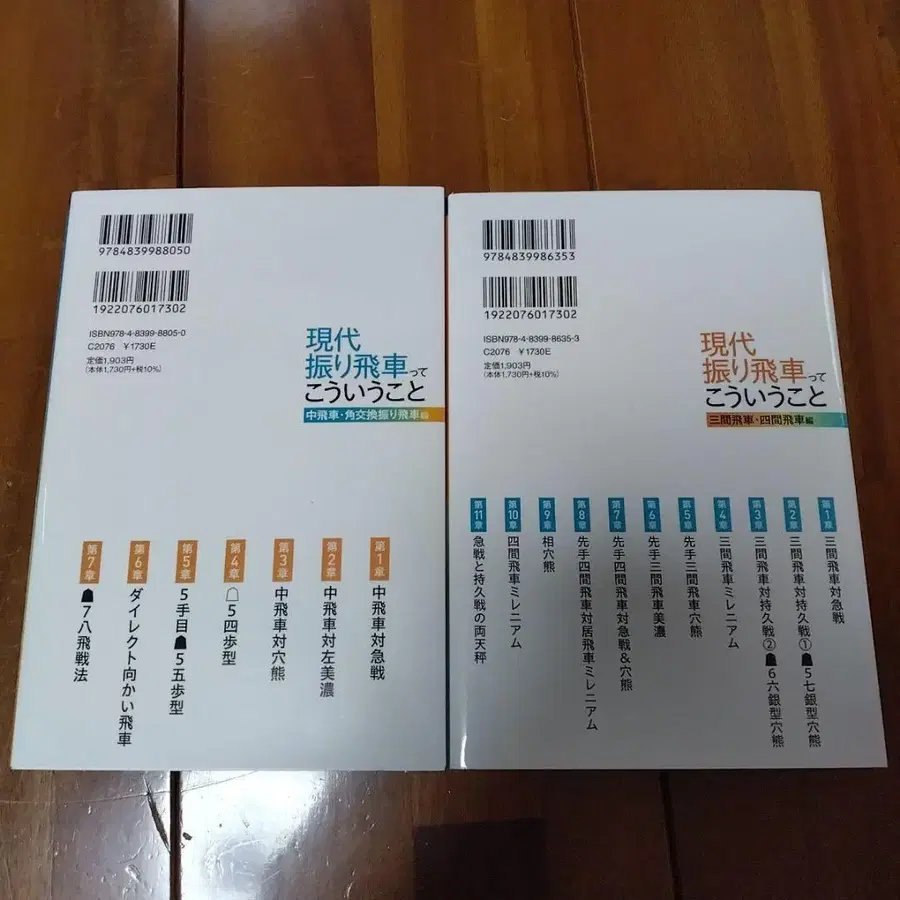 9784839988050
1922076017302
ISBN978-4-8399-8805-0
C2076 ¥1730E
定価1,903円
(本体1,730円+税10%)
現代
振り飛車って
こういうこと
中飛車・角交換振り飛車編
第1章 中飛車対急戦
第2章 中飛車対左美濃
第3章 中飛車対穴熊
第4章 ☖5四歩型
第5章 5手目☗5五歩型
第6章 ダイレクト向かい飛車
第7章 ☗7八飛戦法
9784839986353
1922076017302
ISBN978-4-8399-8635-3
C2076 ¥1730E
定価1,903円
(本体1,730円+税10%)
現代
振り飛車って
こういうこと
三間飛車・四間飛車編
第1章 三間飛車対急戦
第2章 三間飛車対持久戦①☗5七銀型穴熊
第3章 三間飛車対持久戦②☗6六銀型穴熊
第4章 三間飛車ミレニアム
第5章 先手三間飛車穴熊
第6章 先手三間飛車美濃
第7章 先手四間飛車対急戦&穴熊
第8章 先手四間飛車対居飛車ミレニアム
第9章 相穴熊
第10章 四間飛車ミレニアム
第11章 急戦と持久戦の両天秤